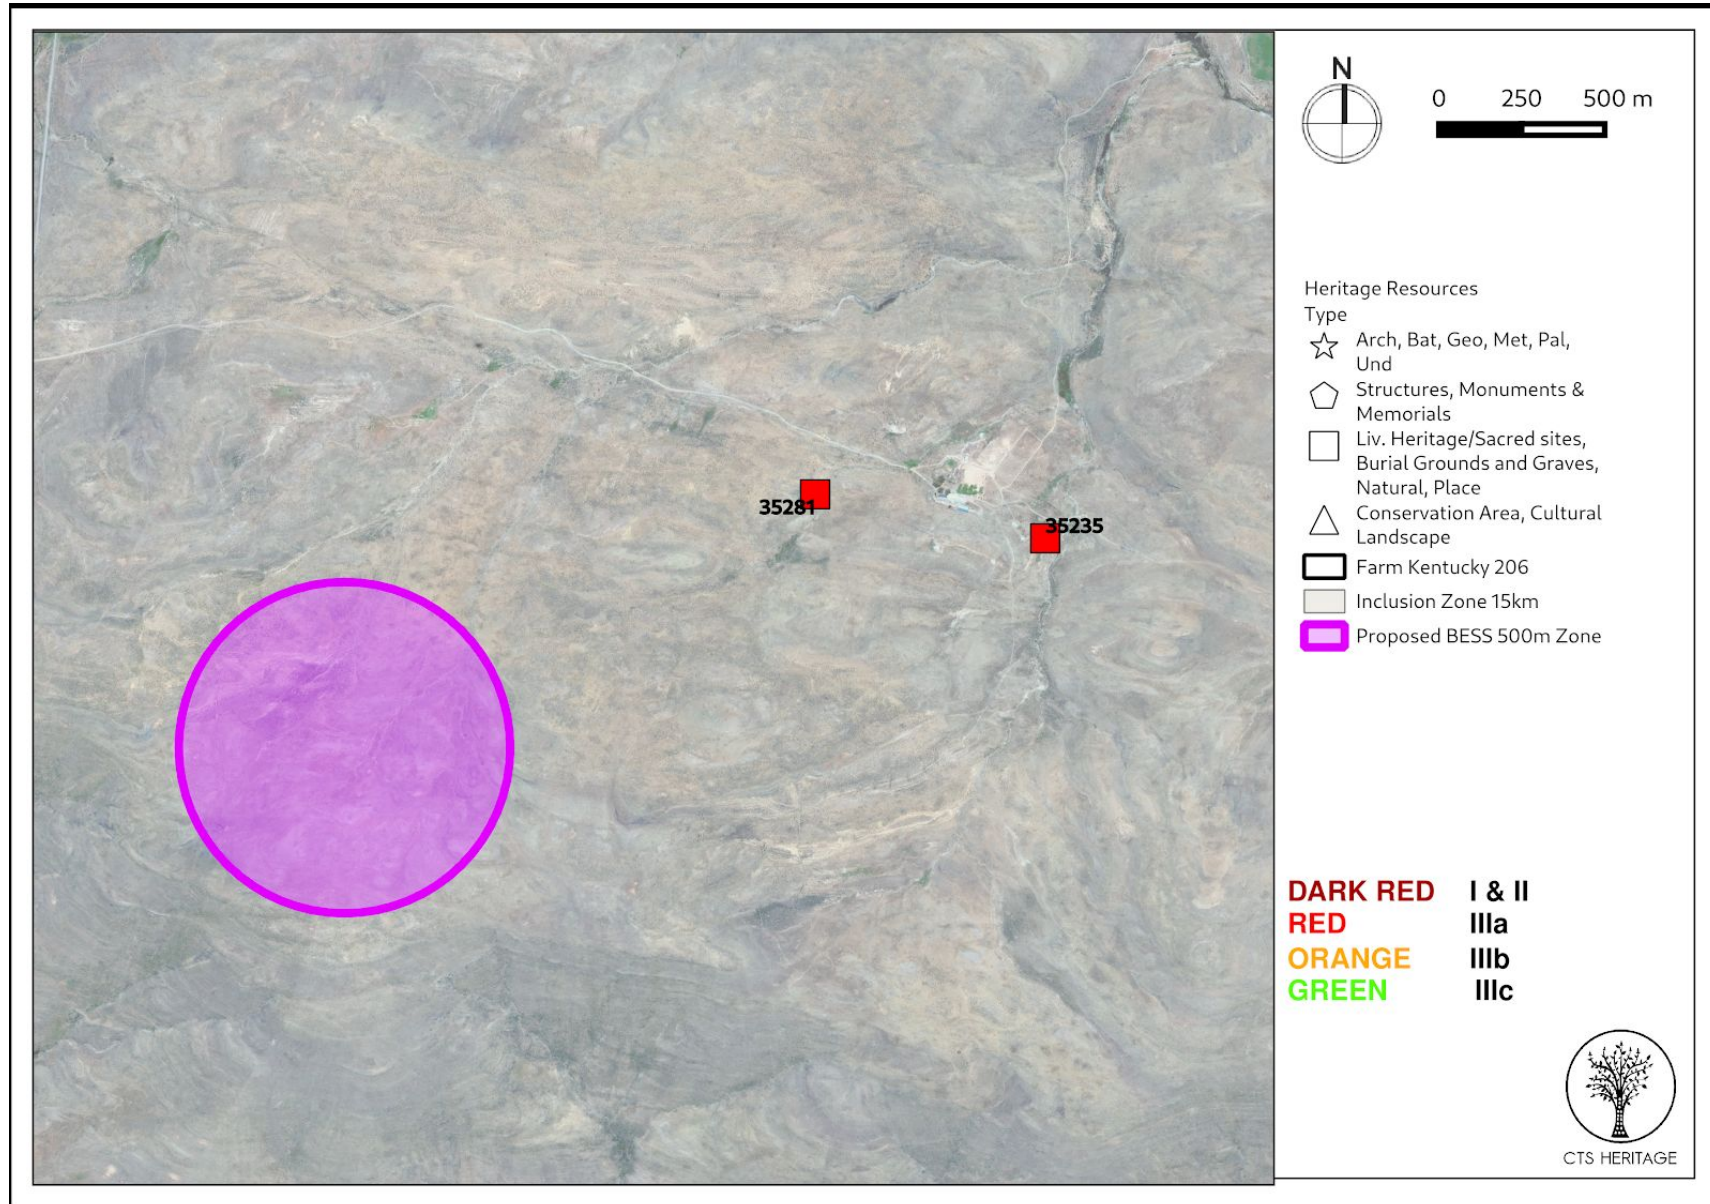 35281
35235
N
0 250 500 m
Heritage Resources
Type
Arch, Bat, Geo, Met, Pal,
Und
Structures, Monuments &
Memorials
Liv. Heritage/Sacred sites,
Burial Grounds and Graves,
Natural, Place
Conservation Area, Cultural
Landscape
Farm Kentucky 206
Inclusion Zone 15km
Proposed BESS 500m Zone
DARK RED I & II
RED IIIa
ORANGE IIIb
GREEN IIIc
CTS HERITAGE